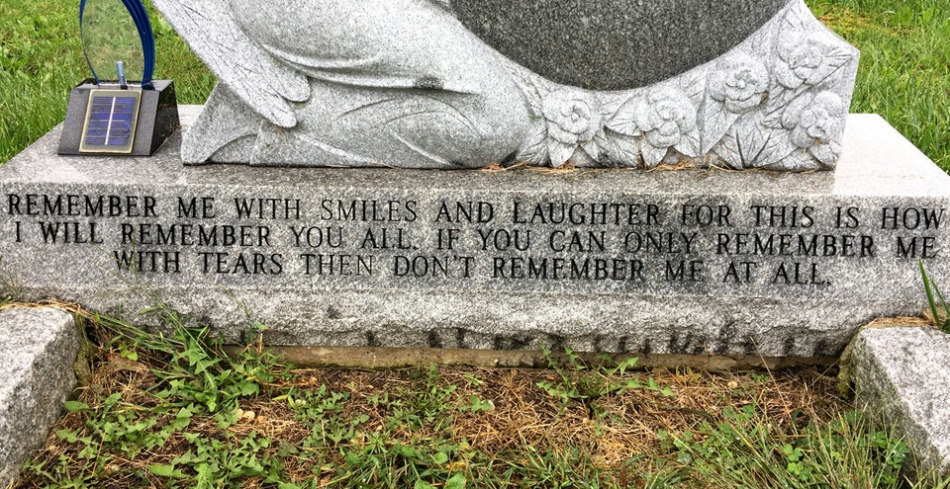 REMEMBER ME WITH SMILES AND LAUGHTER FOR THIS IS HOW
I WILL REMEMBER YOU ALL. IF YOU CAN ONLY REMEMBER ME
WITH TEARS THEN DON'T REMEMBER ME AT ALL.